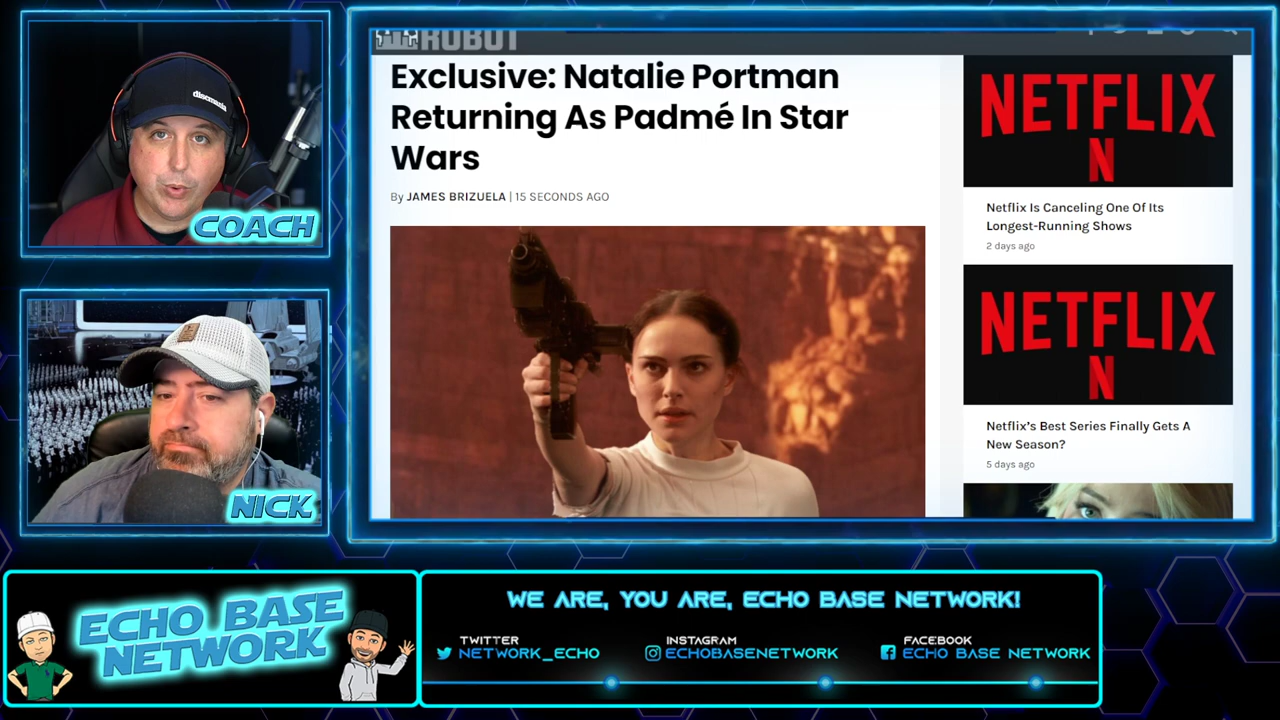 discmania
COACH
NICK
ROBOT
Exclusive: Natalie Portman
Returning As Padmé In Star
Wars
By JAMES BRIZUELA | 15 SECONDS AGO
NETFLIX
N
Netflix Is Canceling One Of Its
Longest-Running Shows
2 days ago
NETFLIX
N
Netflix's Best Series Finally Gets A
New Season?
5 days ago
ECHO BASE
NETWORK
WE ARE, YOU ARE, ECHO BASE NETWORK!
TWITTER
NETWORK_ECHO
INSTAGRAM
ECHOBASENETWORK
FACEBOOK
ECHO BASE NETWORK